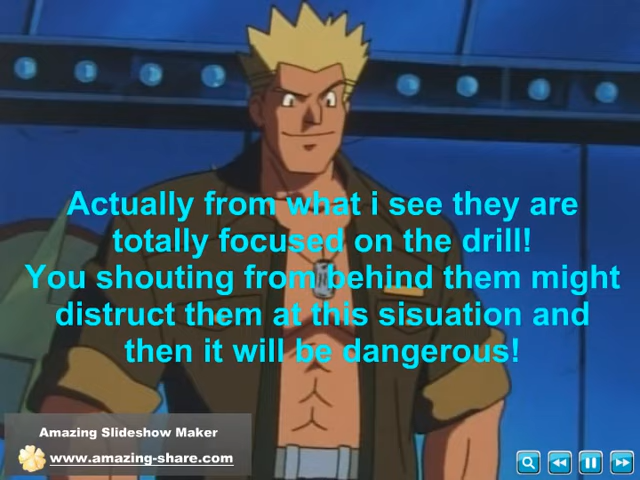 Actually from what i see they are
totally focused on the drill!
You shouting from behind them might
distruct them at this sisuation and
then it will be dangerous!
Amazing Slideshow Maker
www.amazing-share.com